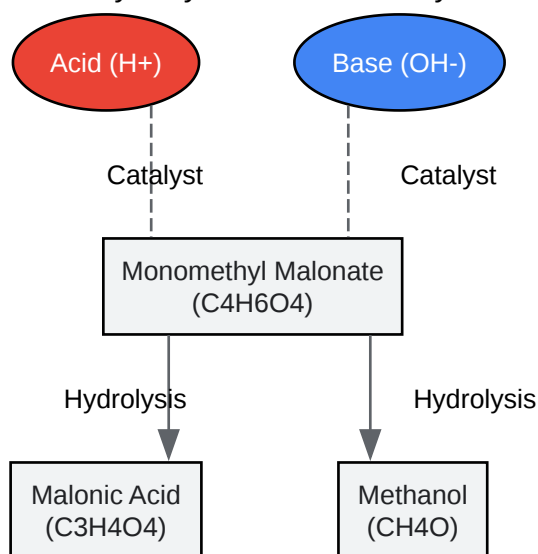 Acid (H+)
Base (OH-)
Catalyst
Catalyst
Monomethyl Malonate
(C4H6O4)
Hydrolysis
Hydrolysis
Malonic Acid
(C3H4O4)
Methanol
(CH4O)